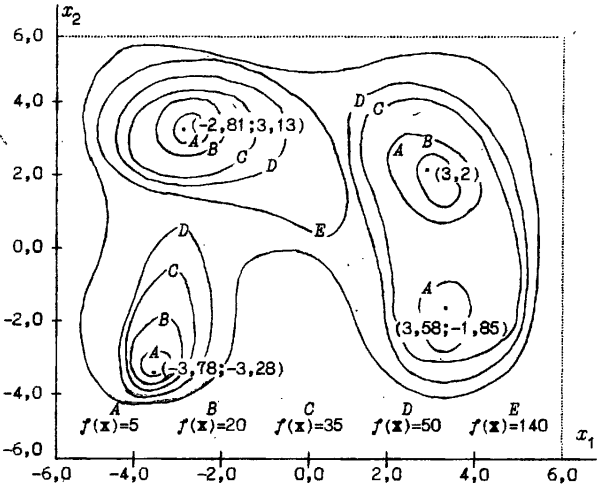 x₂
6,0
4,0
2,0
0,0
-2,0
-4,0
-6,0
-6,0 -4,0 -2,0 0,0 2,0 4,0 6,0
x₁
(-2,81;3,13)
A
B
C
D
E
D
C
A
B
(3,2)
A
(3,58;-1,85)
D
C
B
A
(-3,78;-3,28)
A B C D E
f(x)=5 f(x)=20 f(x)=35 f(x)=50 f(x)=140